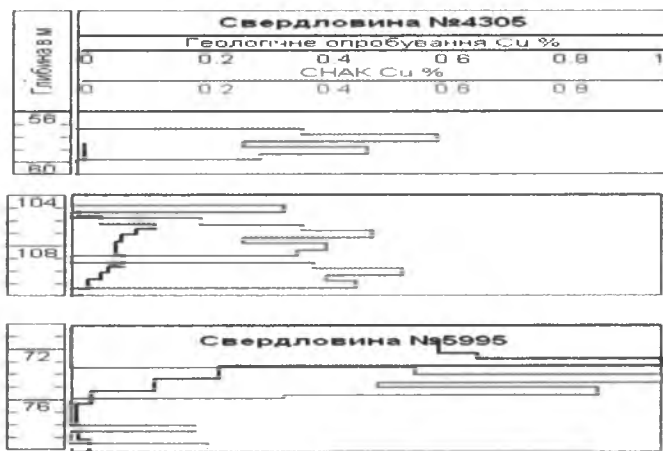 Свердловина №4305
Глибина в м
Геологічне опробування Cu %
0 0.2 0.4 0.6 0.8 1
СНАК Cu %
0 0.2 0.4 0.6 0.8
56
60
104
108
Свердловина №5995
72
76